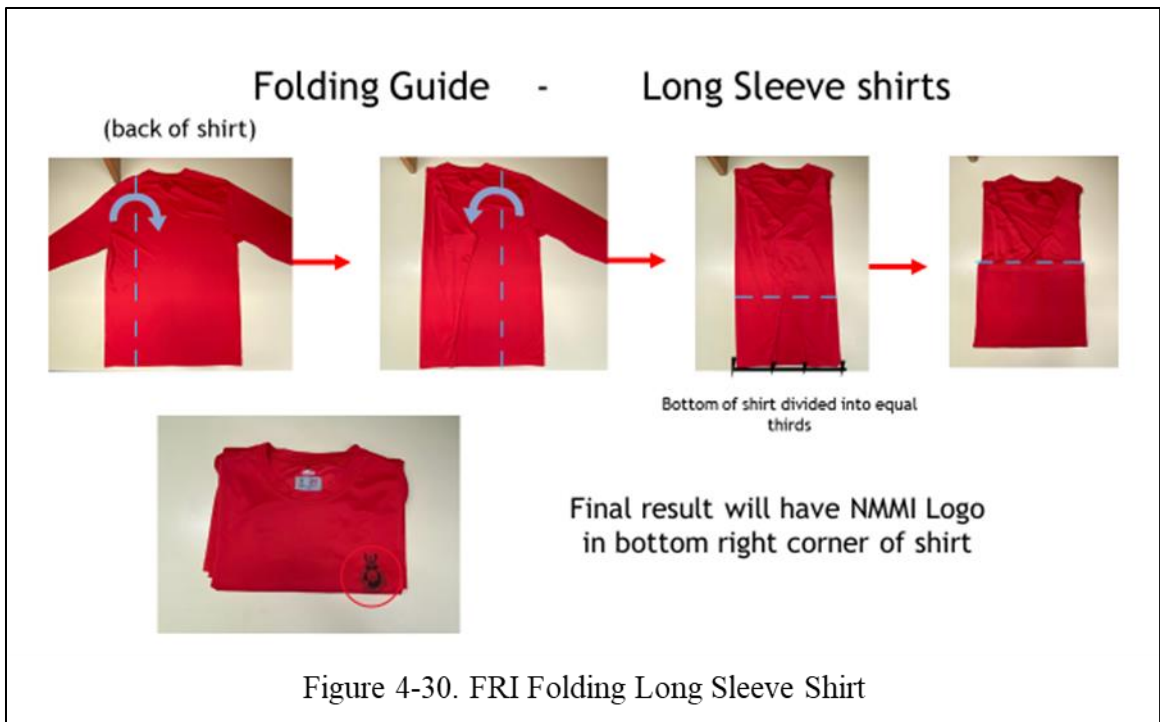 Folding Guide - Long Sleeve shirts
(back of shirt)
Bottom of shirt divided into equal
thirds
Final result will have NMMI Logo
in bottom right corner of shirt
Figure 4-30. FRI Folding Long Sleeve Shirt